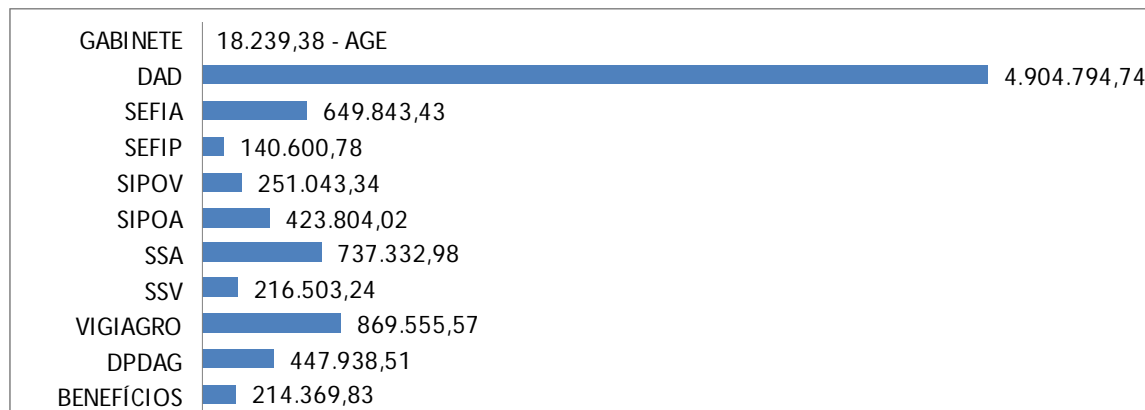 GABINETE 18.239,38 - AGE
DAD 4.904.794,74
SEFIA 649.843,43
SEFIP 140.600,78
SIPOV 251.043,34
SIPOA 423.804,02
SSA 737.332,98
SSV 216.503,24
VIGIAGRO 869.555,57
DPDAG 447.938,51
BENEFÍCIOS 214.369,83